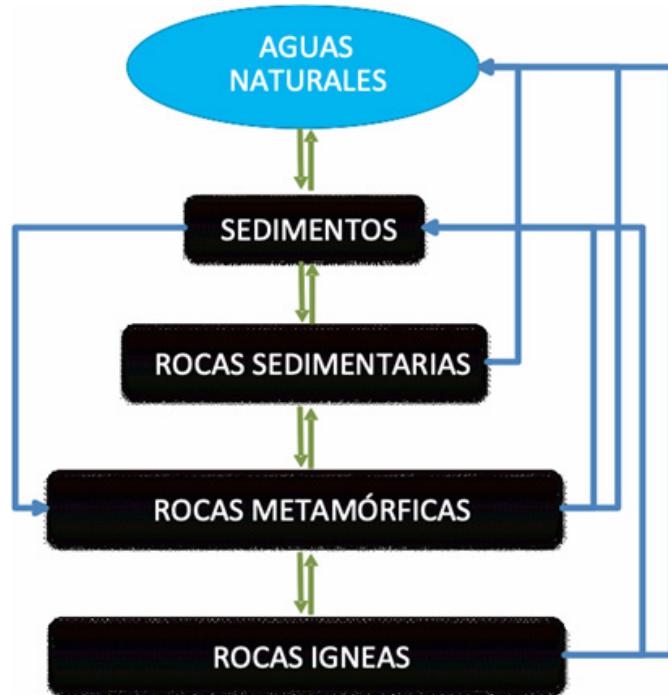 AGUAS
NATURALES
SEDIMENTOS
ROCAS SEDIMENTARIAS
ROCAS METAMÓRFICAS
ROCAS IGNEAS